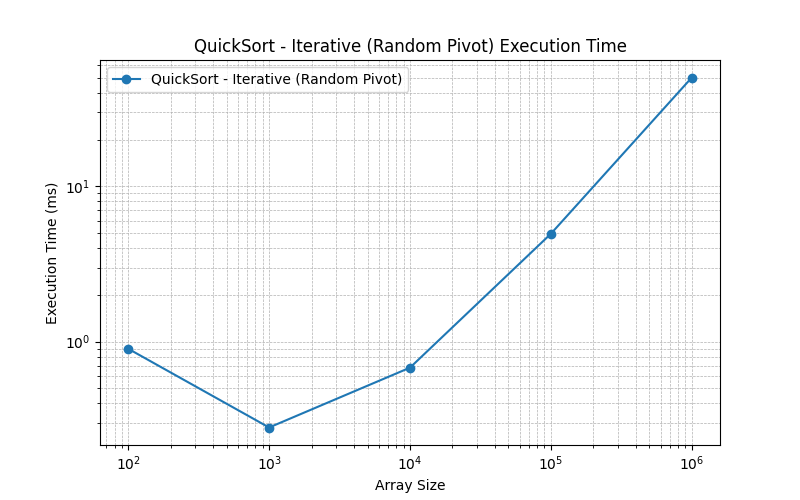 QuickSort - Iterative (Random Pivot) Execution Time
QuickSort - Iterative (Random Pivot)
Execution Time (ms)
10¹
10⁰
10² 10³ 10⁴ 10⁵ 10⁶
Array Size